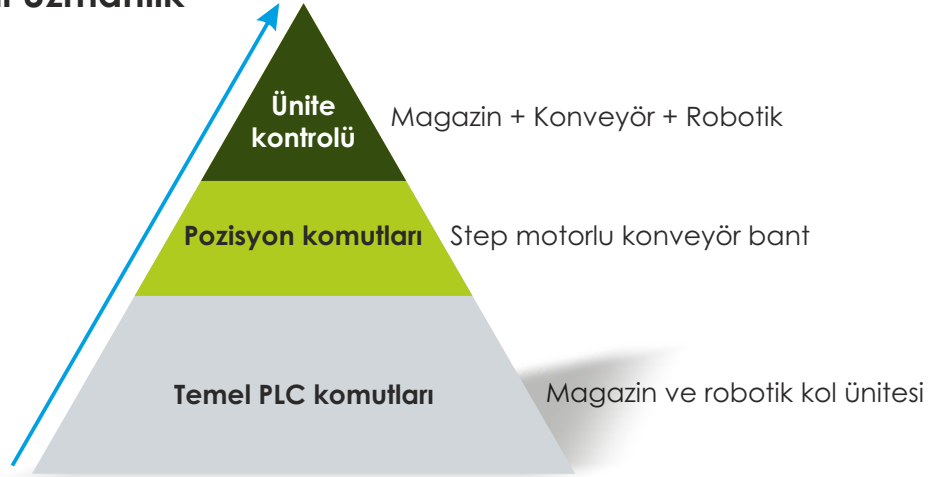 uzmanlık
Ünite
kontrolü
Magazin + Konveyör + Robotik
Pozisyon komutları
Step motorlu konveyör bant
Temel PLC komutları
Magazin ve robotik kol ünitesi